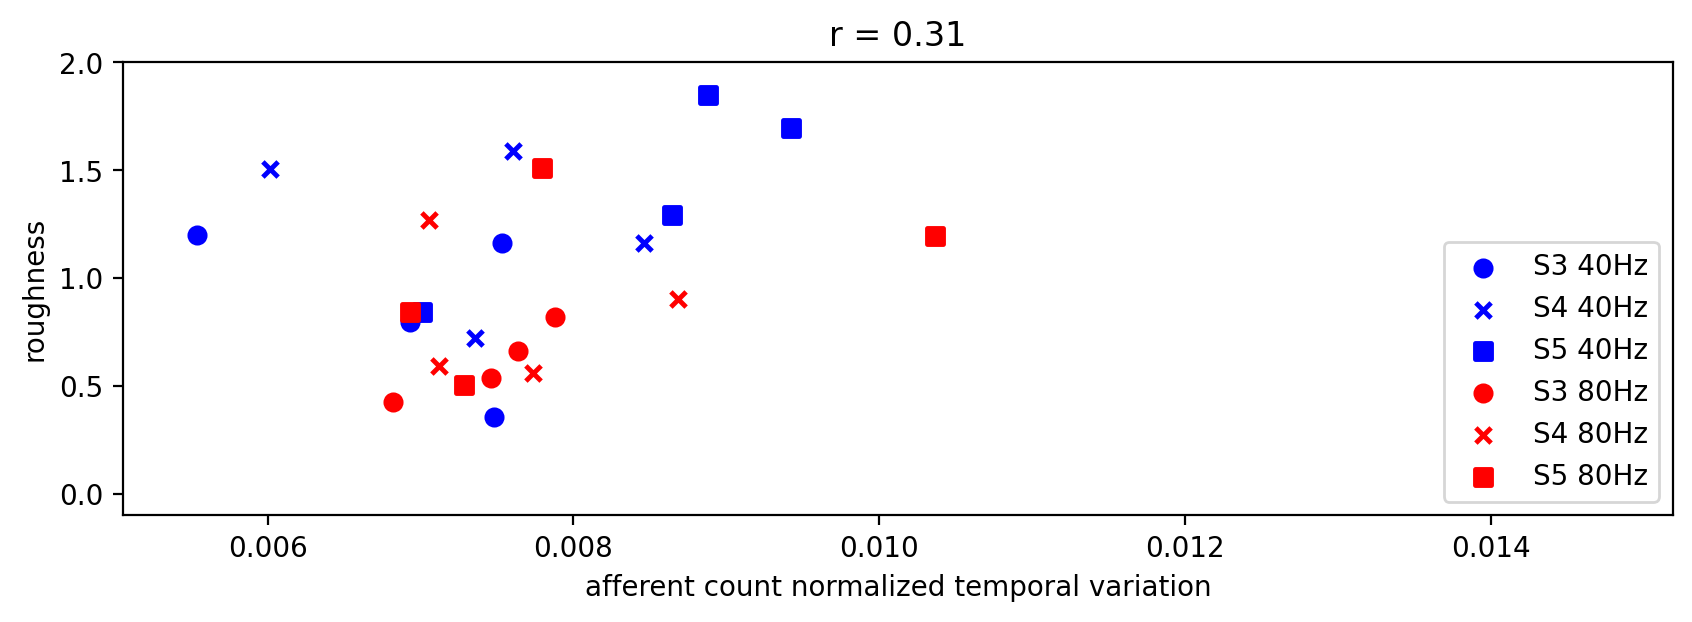 r = 0.31
2.0
1.5
1.0
0.5
0.0
roughness
0.006 0.008 0.010 0.012 0.014
afferent count normalized temporal variation
S3 40Hz
S4 40Hz
S5 40Hz
S3 80Hz
S4 80Hz
S5 80Hz